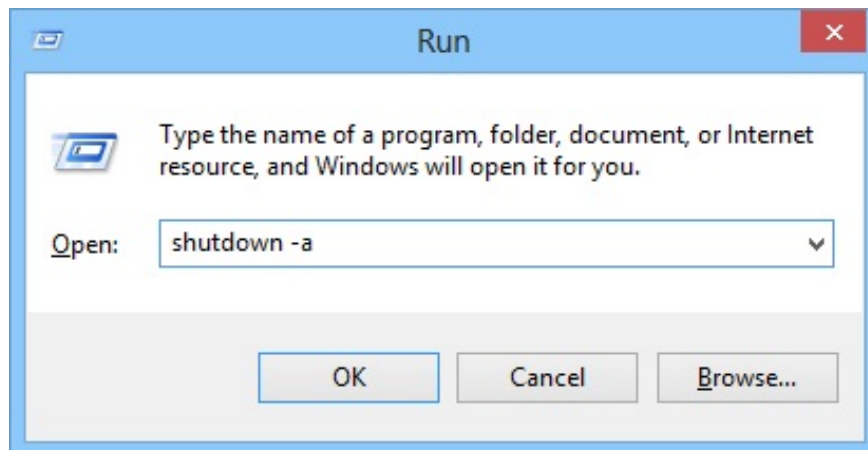 Run
Type the name of a program, folder, document, or Internet
resource, and Windows will open it for you.
Open: shutdown -a
OK Cancel Browse...